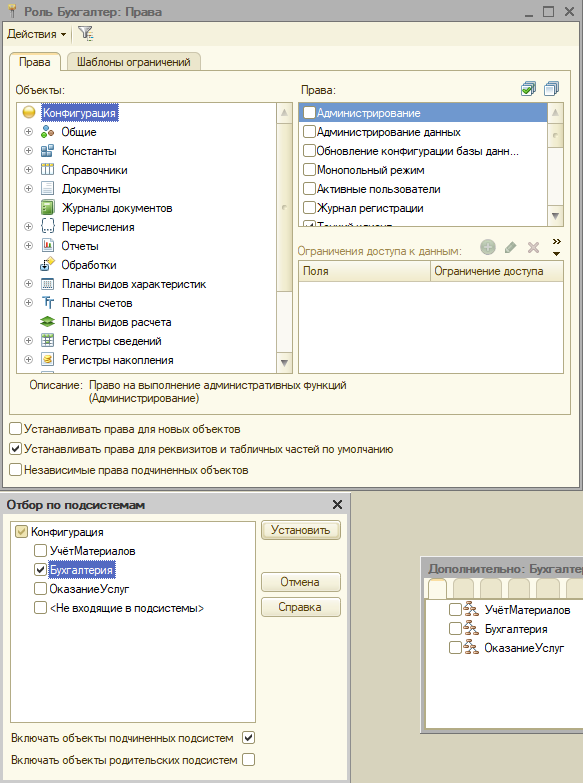 Роль Бухгалтер: Права
Действия
Права
Шаблоны ограничений
Объекты:
Конфигурация
Общие
Константы
Справочники
Документы
Журналы документов
Перечисления
Отчеты
Обработки
Планы видов характеристик
Планы счетов
Планы видов расчета
Регистры сведений
Регистры накопления
Права:
Администрирование
Администрирование данных
Обновление конфигурации базы данн...
Монопольный режим
Активные пользователи
Журнал регистрации
Тонкий клиент
Ограничения доступа к данным:
Поля
Ограничение доступа
Описание: Право на выполнение административных функций
(Администрирование)
Устанавливать права для новых объектов
Устанавливать права для реквизитов и табличных частей по умолчанию
Независимые права подчиненных объектов
Отбор по подсистемам
Конфигурация
УчётМатериалов
Бухгалтерия
ОказаниеУслуг
<Не входящие в подсистемы>
Установить
Отмена
Справка
Включать объекты подчиненных подсистем
Включать объекты родительских подсистем
Дополнительно: Бухгалтер
УчётМатериалов
Бухгалтерия
ОказаниеУслуг